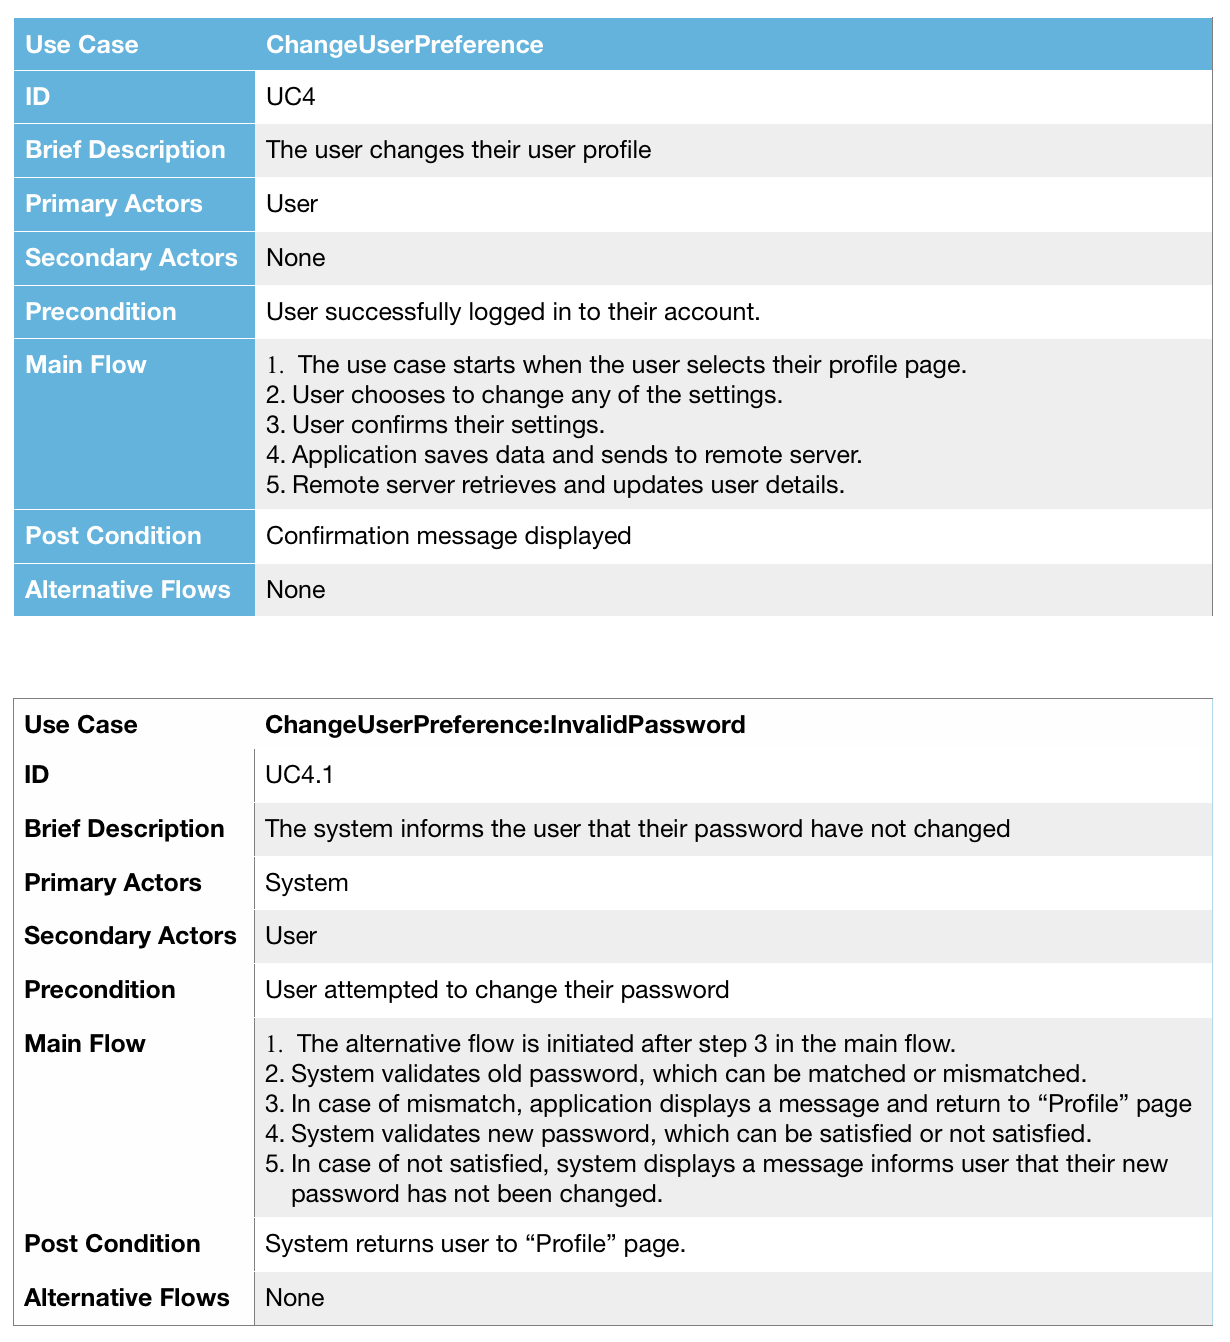 Use Case ChangeUserPreference
ID UC4
Brief Description The user changes their user profile
Primary Actors User
Secondary Actors None
Precondition User successfully logged in to their account.
Main Flow 1. The use case starts when the user selects their profile page.
2. User chooses to change any of the settings.
3. User confirms their settings.
4. Application saves data and sends to remote server.
5. Remote server retrieves and updates user details.
Post Condition Confirmation message displayed
Alternative Flows None
Use Case ChangeUserPreference:InvalidPassword
ID UC4.1
Brief Description The system informs the user that their password have not changed
Primary Actors System
Secondary Actors User
Precondition User attempted to change their password
Main Flow 1. The alternative flow is initiated after step 3 in the main flow.
2. System validates old password, which can be matched or mismatched.
3. In case of mismatch, application displays a message and return to “Profile” page
4. System validates new password, which can be satisfied or not satisfied.
5. In case of not satisfied, system displays a message informs user that their new
password has not been changed.
Post Condition System returns user to “Profile” page.
Alternative Flows None